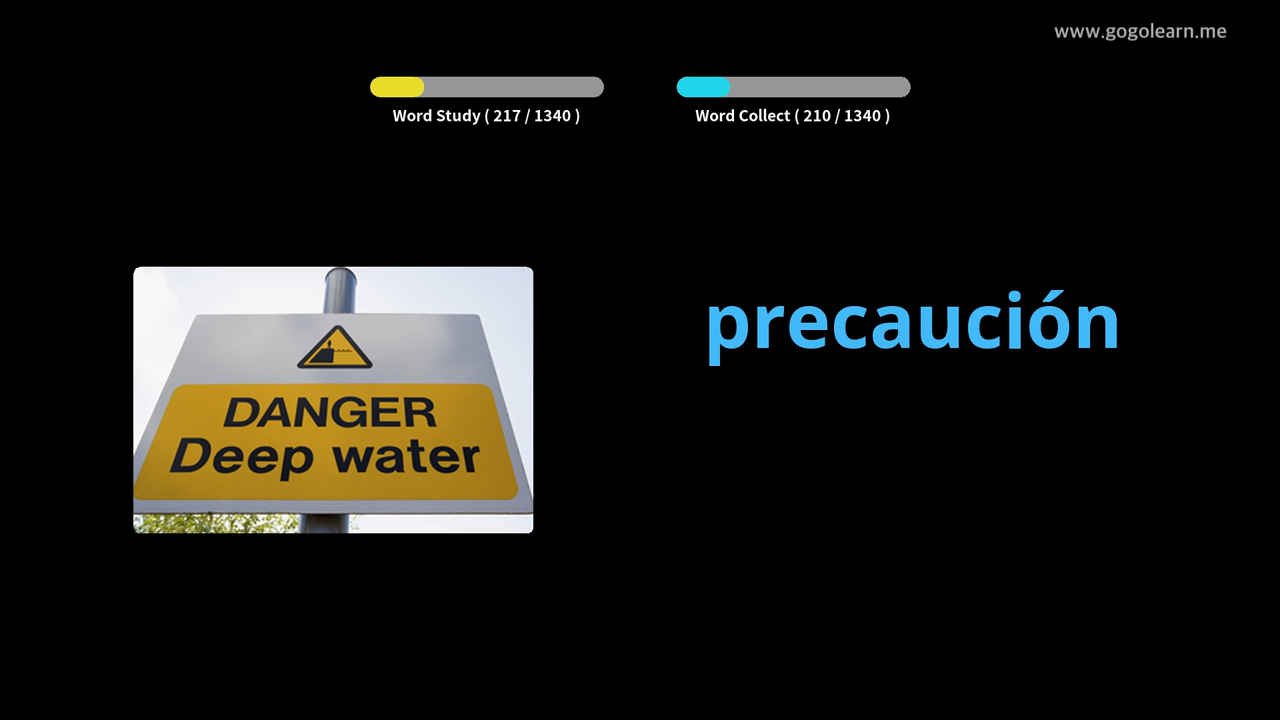 www.gogolearn.me
Word Study ( 217 / 1340 )
Word Collect ( 210 / 1340 )
DANGER
Deep water
precaución